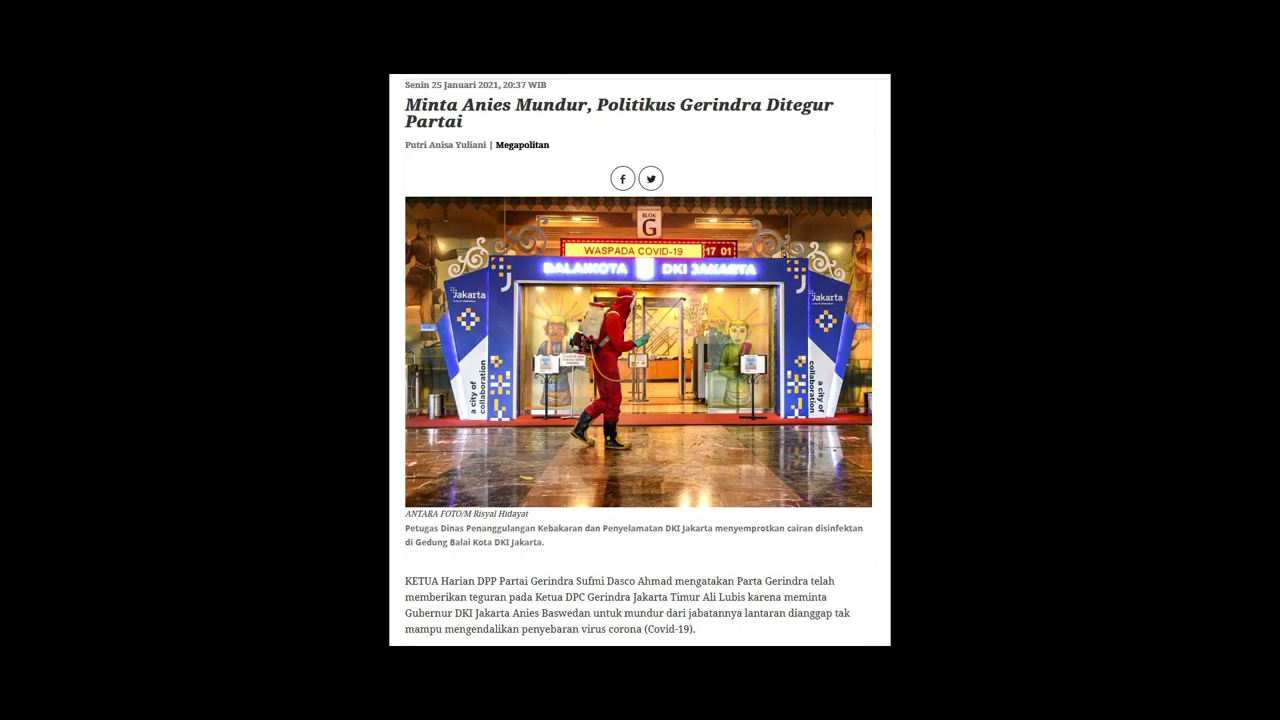 Senin 25 Januari 2021, 20:37 WIB
Minta Anies Mundur, Politikus Gerindra Ditegur
Partai
Putri Anisa Yuliani | Megapolitan
BLOK
G
WASPADA COVID-19 17 01
BALAIKOTA DKI JAKARTA
Jakarta
Jakarta
a city of
collaboration
a city of
collaboration
ANTARA FOTO/M Risyal Hidayat
Petugas Dinas Penanggulangan Kebakaran dan Penyelamatan DKI Jakarta menyemprotkan cairan disinfektan
di Gedung Balai Kota DKI Jakarta.
KETUA Harian DPP Partai Gerindra Sufmi Dasco Ahmad mengatakan Parta Gerindra telah
memberikan teguran pada Ketua DPC Gerindra Jakarta Timur Ali Lubis karena meminta
Gubernur DKI Jakarta Anies Baswedan untuk mundur dari jabatannya lantaran dianggap tak
mampu mengendalikan penyebaran virus corona (Covid-19).